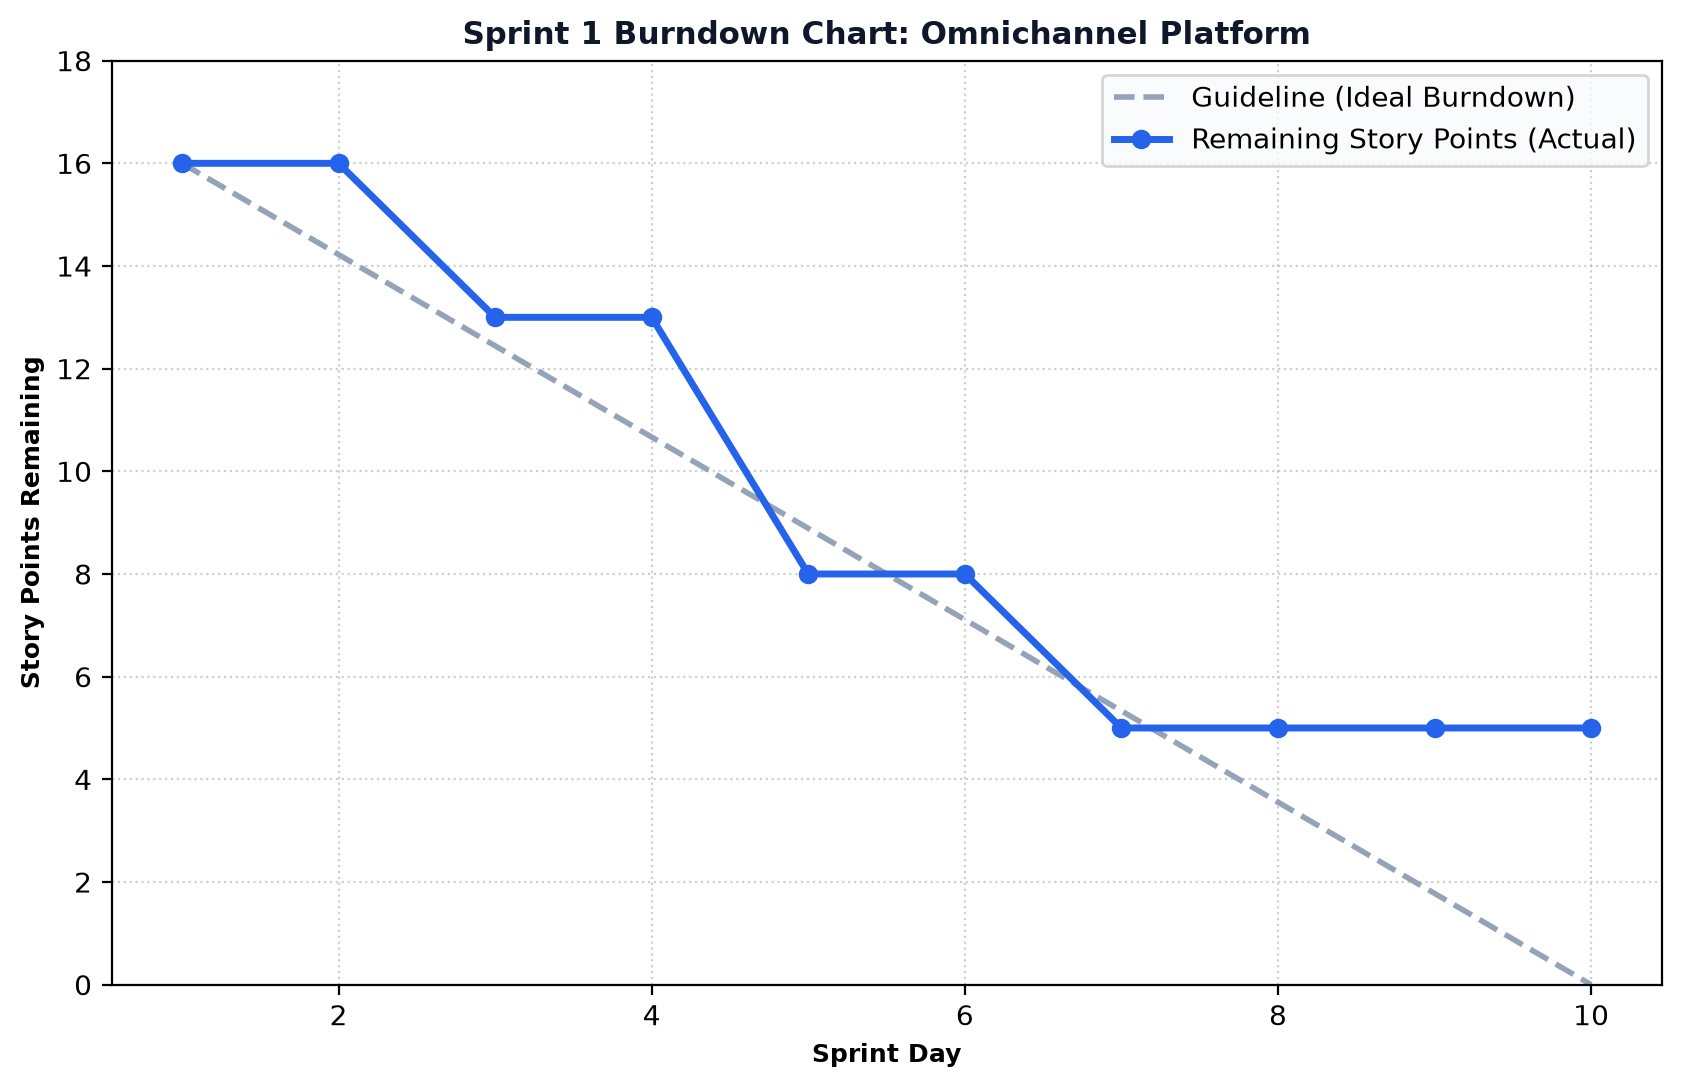 Sprint 1 Burndown Chart: Omnichannel Platform
Guideline (Ideal Burndown)
Remaining Story Points (Actual)
Story Points Remaining
18
16
14
12
10
8
6
4
2
0
2 4 6 8 10
Sprint Day